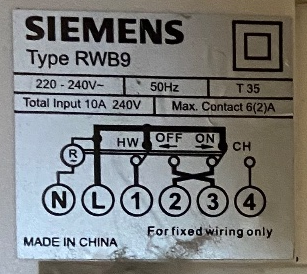 SIEMENS
Type RWB9
220 - 240V~ 50Hz T 35
Total Input 10A 240V Max. Contact 6(2)A
HW OFF ON CH
R
N L 1 2 3 4
For fixed wiring only
MADE IN CHINA